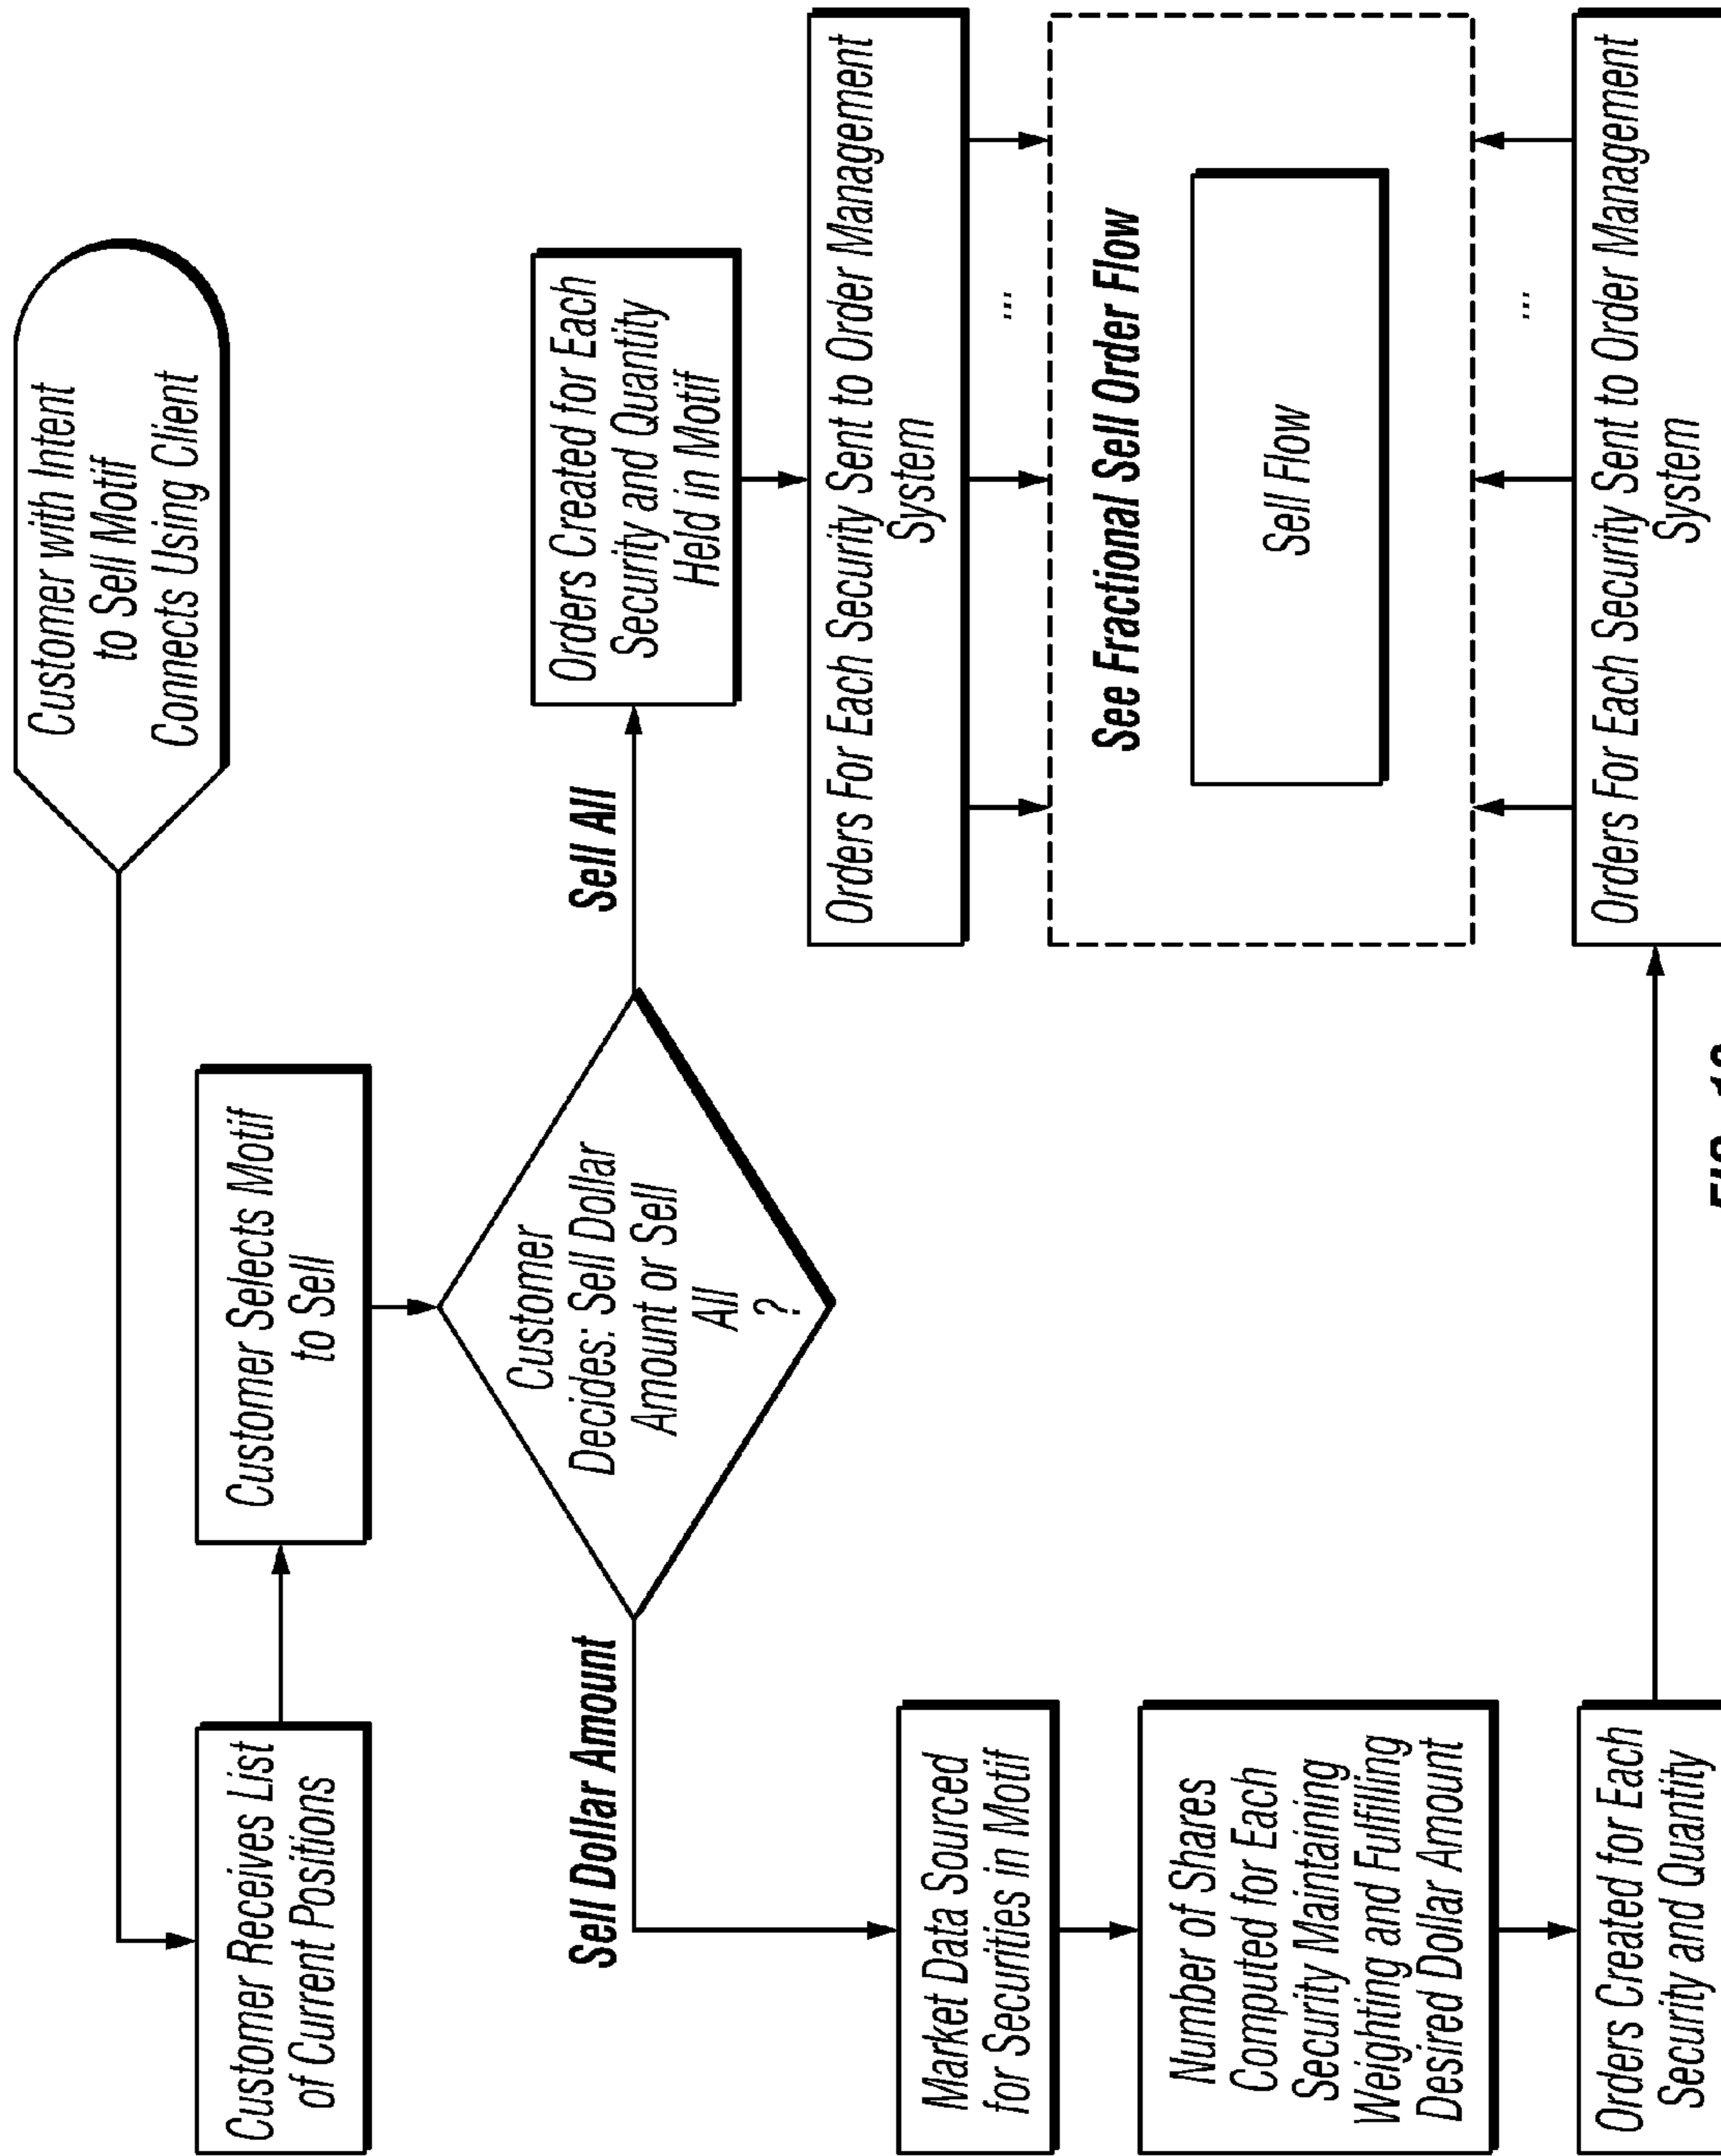 Customer with Intent
to Sell Motif
Connects Using Client
Customer Receives List
of Current Positions
Customer Selects Motif
to Sell
Customer
Decides: Sell Dollar
Amount or Sell
All
?
Sell Dollar Amount
Sell All
Market Data Sourced
for Securities in Motif
Number of Shares
Computed for Each
Security Maintaining
Weighting and Fulfilling
Desired Dollar Amount
Orders Created for Each
Security and Quantity
Orders Created for Each
Security and Quantity
Held in Motif
Orders For Each Security Sent to Order Management
System
...
See Fractional Sell Order Flow
Sell Flow
...
Orders For Each Security Sent to Order Management
System